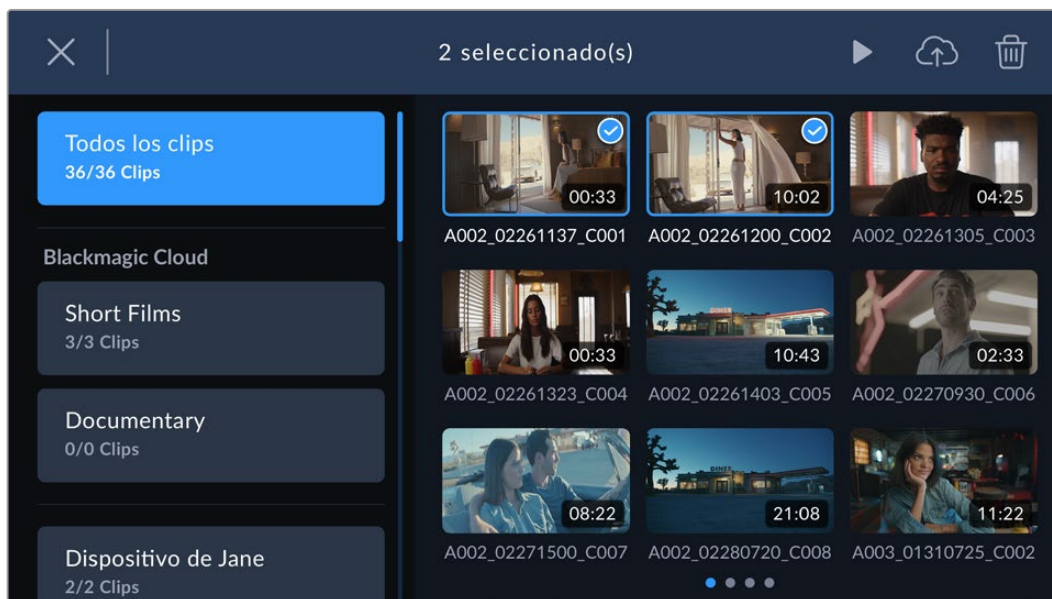 2 seleccionado(s)
Todos los clips
36/36 Clips
Blackmagic Cloud
Short Films
3/3 Clips
Documentary
0/0 Clips
Dispositivo de Jane
2/2 Clips
00:33
10:02
04:25
A002_02261137_C001
A002_02261200_C002
A002_02261305_C003
DINER
00:33
10:43
02:33
A002_02261323_C004
A002_02261403_C005
A002_02270930_C006
DINER
08:22
21:08
11:22
A002_02271500_C007
A002_02280720_C008
A003_01310725_C002